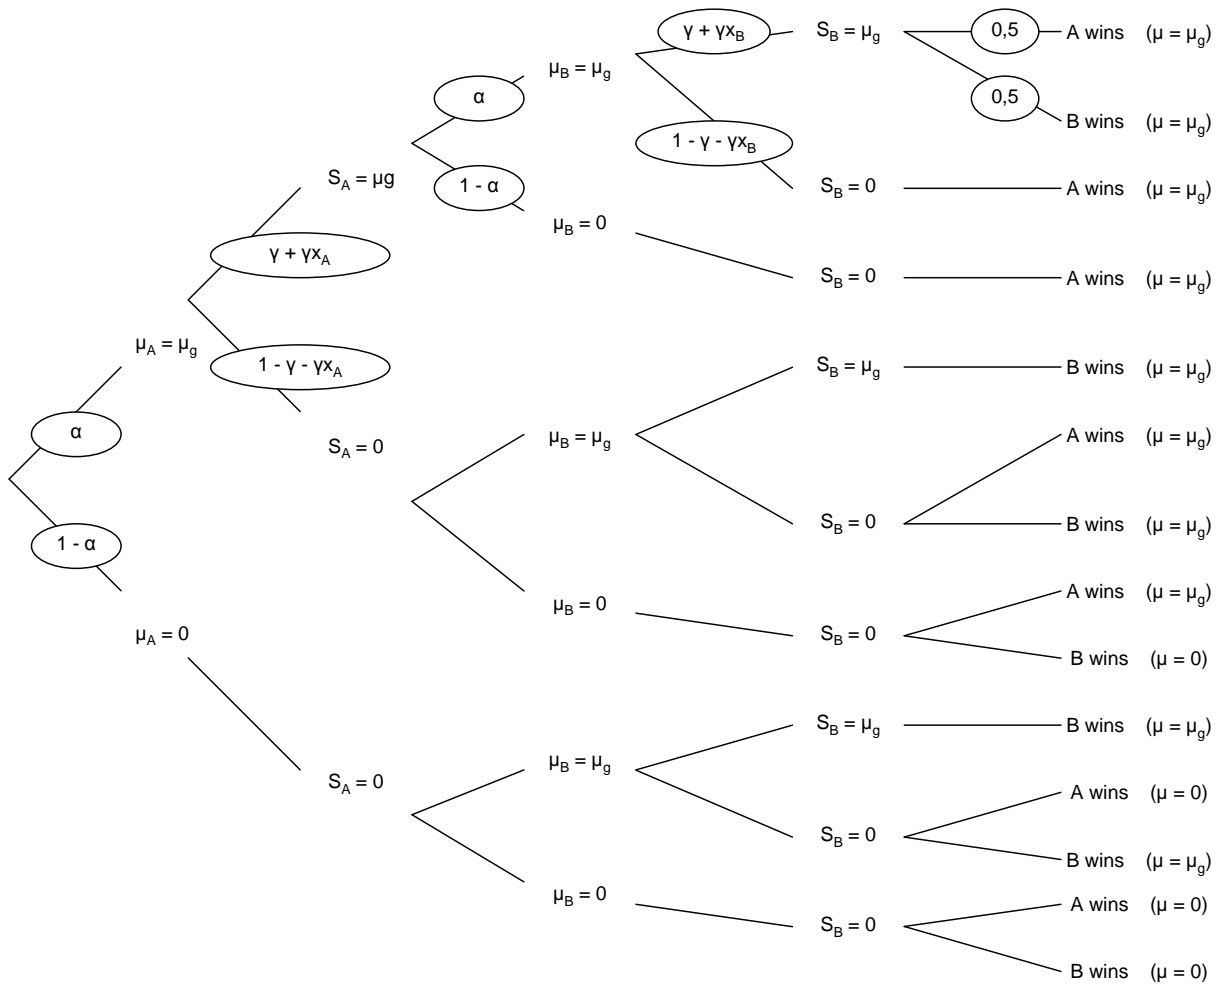 γ + γx_B
S_B = μ_g
0,5
A wins (μ = μ_g)
μ_B = μ_g
α
0,5
B wins (μ = μ_g)
1 - γ - γx_B
S_A = μg
1 - α
S_B = 0
A wins (μ = μ_g)
μ_B = 0
γ + γx_A
S_B = 0
A wins (μ = μ_g)
μ_A = μ_g
1 - γ - γx_A
S_B = μ_g
B wins (μ = μ_g)
α
S_A = 0
μ_B = μ_g
A wins (μ = μ_g)
S_B = 0
B wins (μ = μ_g)
1 - α
μ_B = 0
A wins (μ = μ_g)
μ_A = 0
S_B = 0
B wins (μ = 0)
S_B = μ_g
B wins (μ = μ_g)
S_A = 0
μ_B = μ_g
A wins (μ = 0)
S_B = 0
B wins (μ = μ_g)
μ_B = 0
A wins (μ = 0)
S_B = 0
B wins (μ = 0)